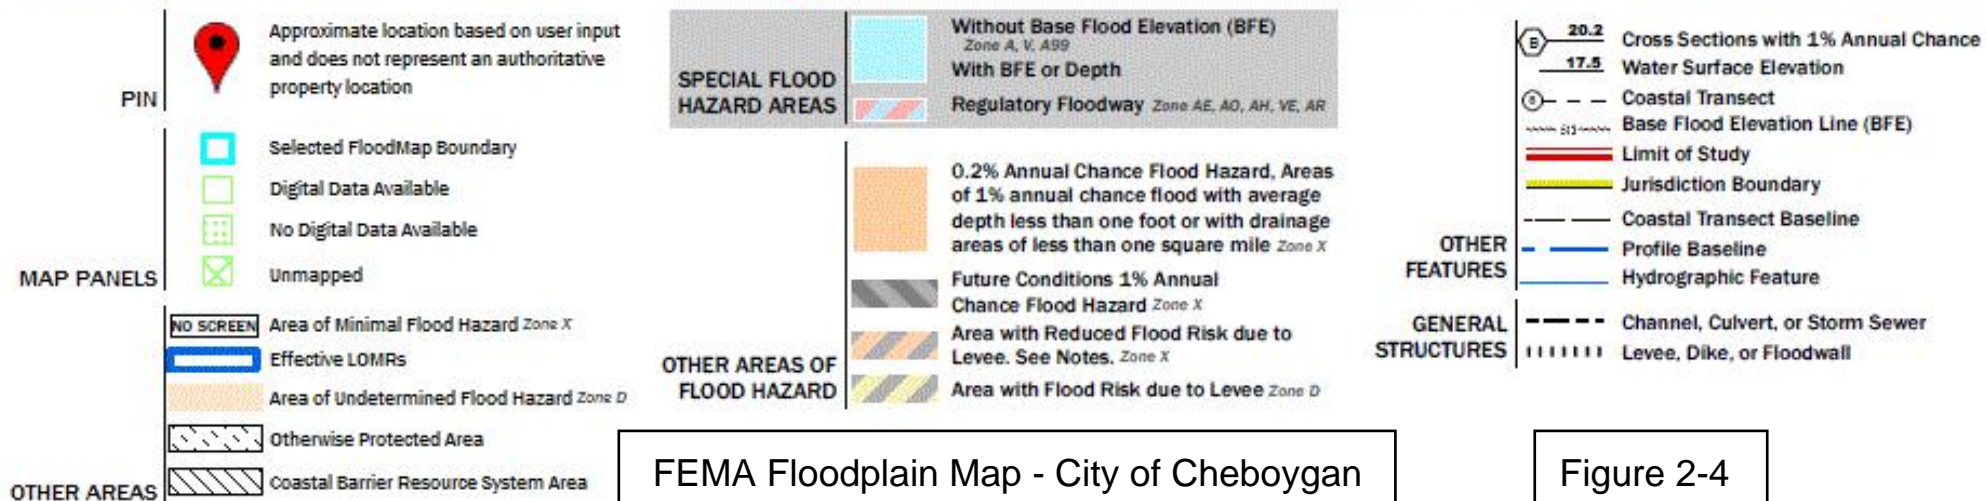 PIN
Approximate location based on user input
and does not represent an authoritative
property location
MAP PANELS
Selected FloodMap Boundary
Digital Data Available
No Digital Data Available
Unmapped
OTHER AREAS
NO SCREEN Area of Minimal Flood Hazard Zone X
Effective LOMRs
Area of Undetermined Flood Hazard Zone D
Otherwise Protected Area
Coastal Barrier Resource System Area
SPECIAL FLOOD
HAZARD AREAS
Without Base Flood Elevation (BFE)
Zone A, V, A99
With BFE or Depth
Regulatory Floodway Zone AE, AO, AH, VE, AR
0.2% Annual Chance Flood Hazard, Areas
of 1% annual chance flood with average
depth less than one foot or with drainage
areas of less than one square mile Zone X
Future Conditions 1% Annual
Chance Flood Hazard Zone X
Area with Reduced Flood Risk due to
Levee. See Notes. Zone X
Area with Flood Risk due to Levee Zone D
OTHER AREAS OF
FLOOD HAZARD
B 20.2 Cross Sections with 1% Annual Chance
17.5 Water Surface Elevation
8 Coastal Transect
513 Base Flood Elevation Line (BFE)
Limit of Study
Jurisdiction Boundary
Coastal Transect Baseline
OTHER
FEATURES
Profile Baseline
Hydrographic Feature
GENERAL
STRUCTURES
Channel, Culvert, or Storm Sewer
Levee, Dike, or Floodwall
FEMA Floodplain Map - City of Cheboygan
Figure 2-4